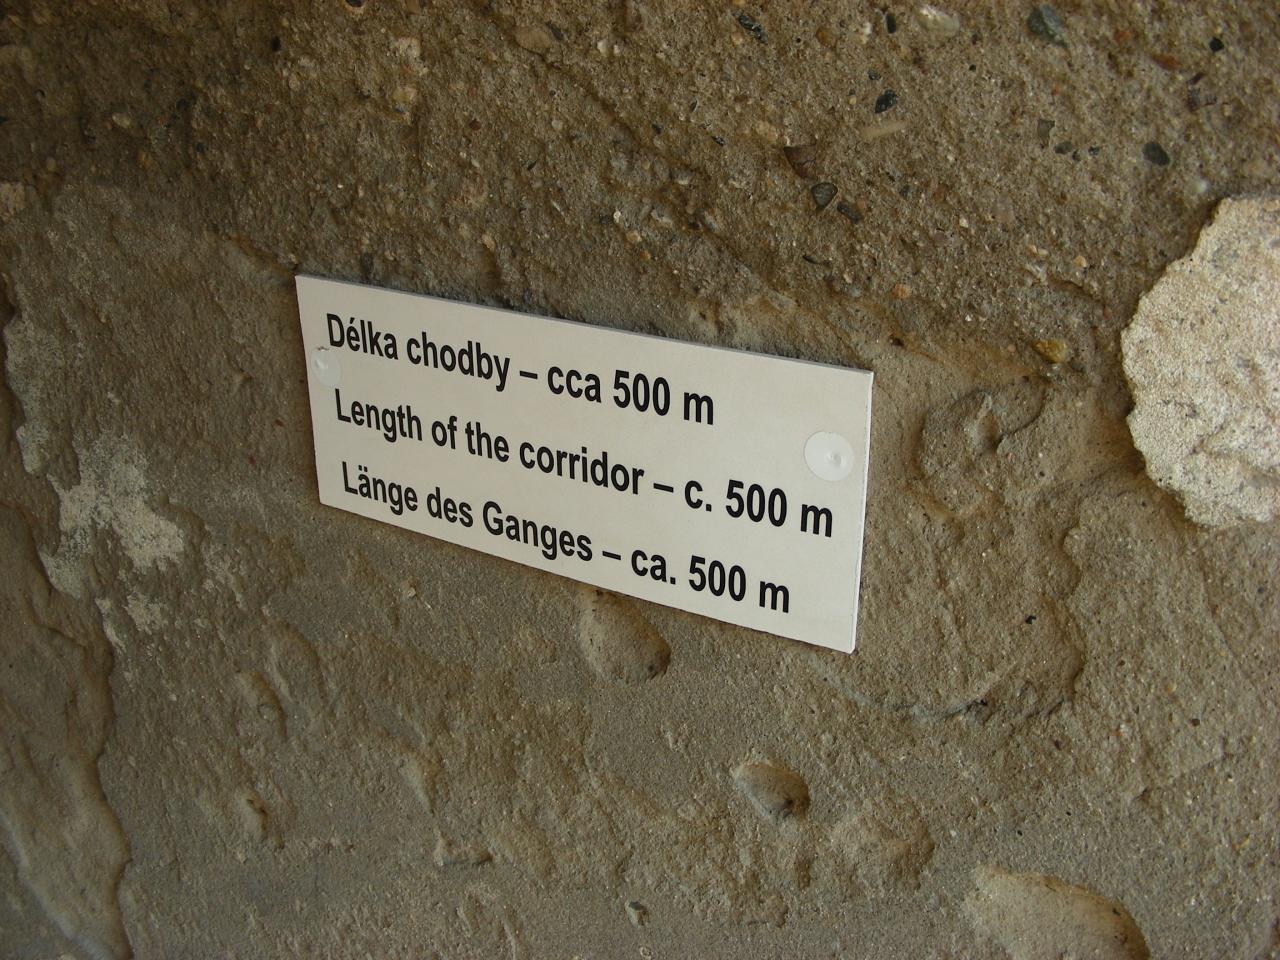 Délka chodby – cca 500 m
Length of the corridor – c. 500 m
Länge des Ganges – ca. 500 m